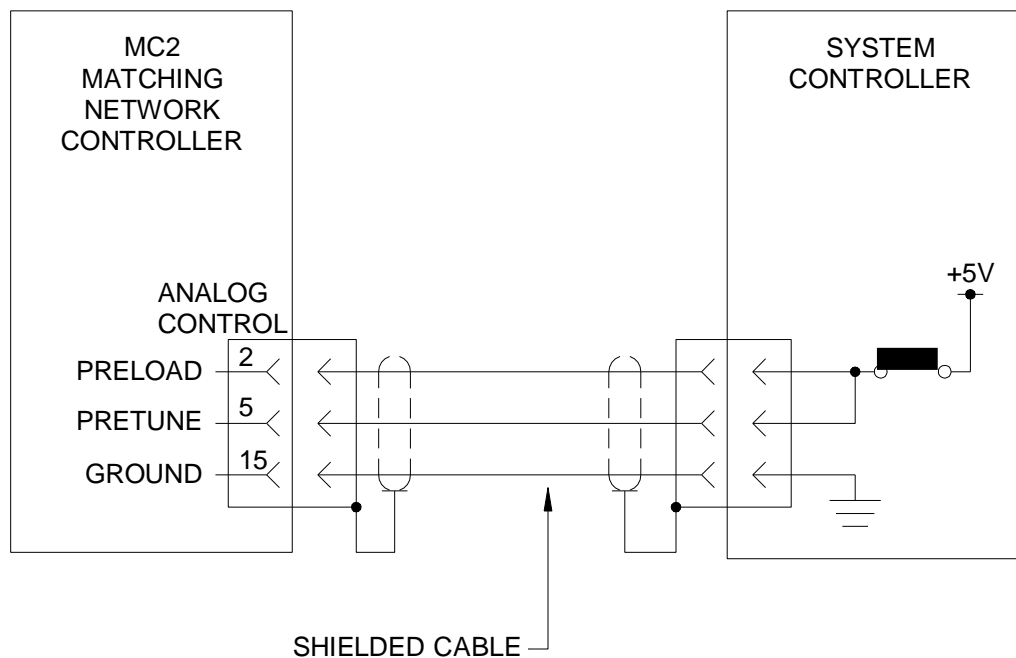 MC2
MATCHING
NETWORK
CONTROLLER
SYSTEM
CONTROLLER
+5V
ANALOG
CONTROL
PRELOAD 2
PRETUNE 5
GROUND 15
SHIELDED CABLE